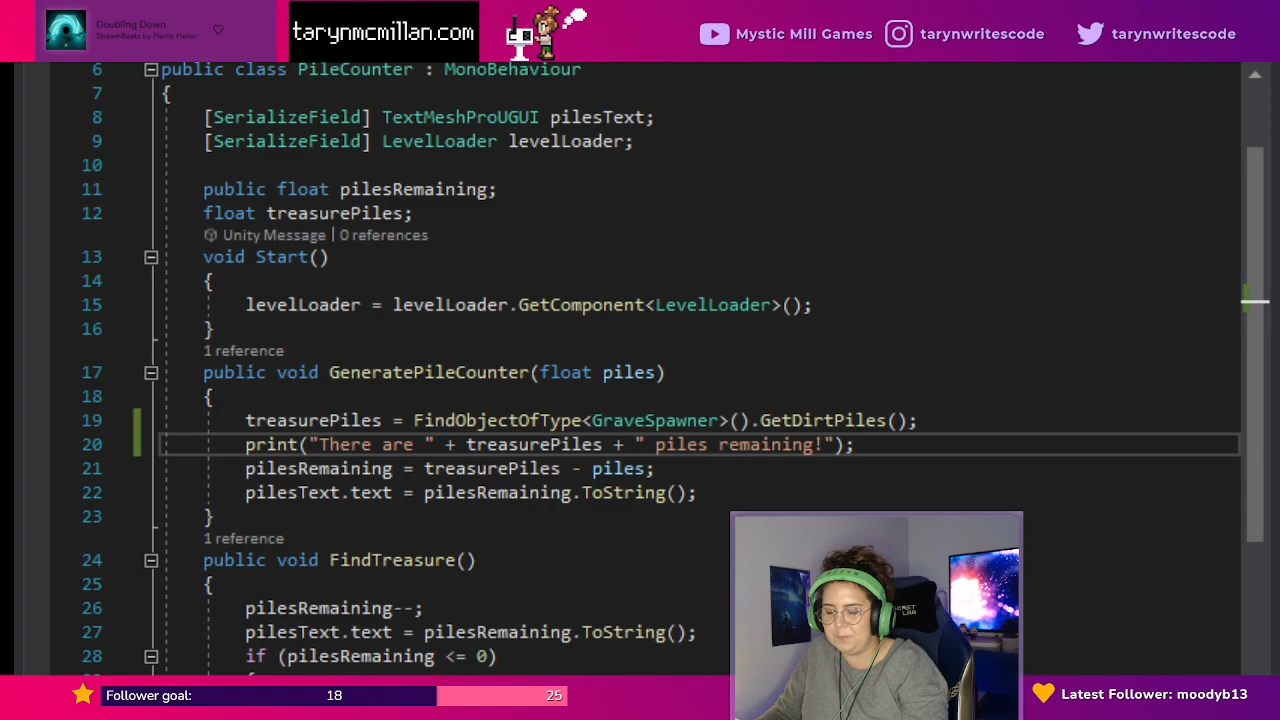 Doubling Down
StreamBeats by Harris Heller
tarynmcmillan.com
Mystic Mill Games
tarynwritescode
tarynwritescode
6 public class PileCounter : MonoBehaviour
7 {
8 [SerializeField] TextMeshProUGUI pilesText;
9 [SerializeField] LevelLoader levelLoader;
10
11 public float pilesRemaining;
12 float treasurePiles;
Unity Message | 0 references
13 void Start()
14 {
15 levelLoader = levelLoader.GetComponent<LevelLoader>();
16 }
1 reference
17 public void GeneratePileCounter(float piles)
18 {
19 treasurePiles = FindObjectOfType<GraveSpawner>().GetDirtPiles();
20 print("There are " + treasurePiles + " piles remaining!");
21 pilesRemaining = treasurePiles - piles;
22 pilesText.text = pilesRemaining.ToString();
23 }
1 reference
24 public void FindTreasure()
25 {
26 pilesRemaining--;
27 pilesText.text = pilesRemaining.ToString();
28 if (pilesRemaining <= 0)
Follower goal: 18 25
Latest Follower: moodyb13